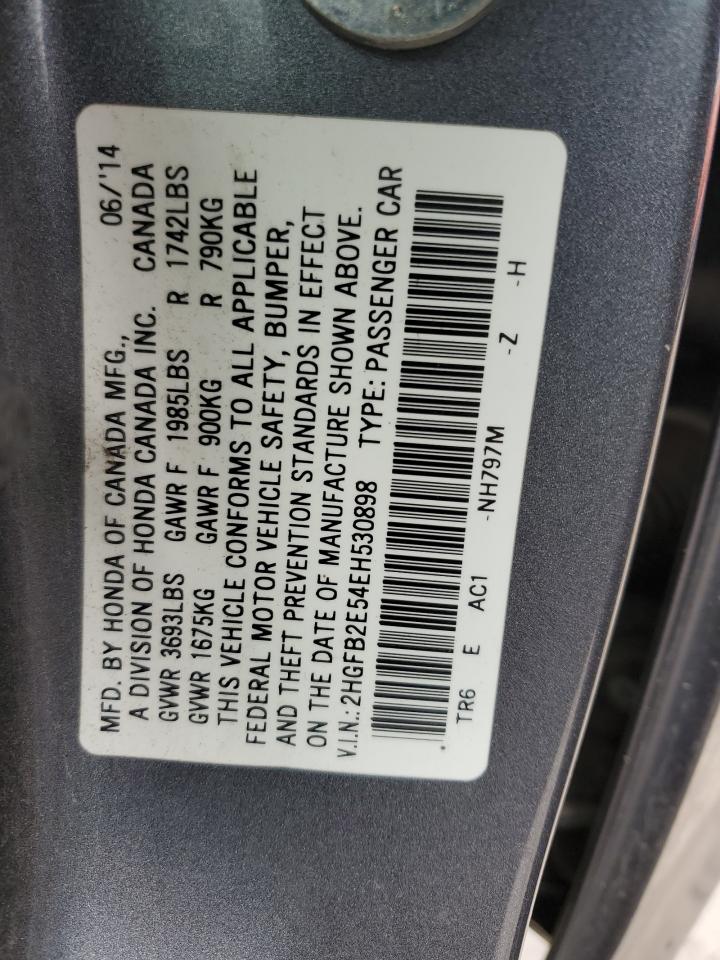 MFD. BY HONDA OF CANADA MFG., 06/'14
A DIVISION OF HONDA CANADA INC. CANADA
GVWR 3693LBS GAWR F 1985LBS R 1742LBS
GVWR 1675KG GAWR F 900KG R 790KG
THIS VEHICLE CONFORMS TO ALL APPLICABLE
FEDERAL MOTOR VEHICLE SAFETY, BUMPER,
AND THEFT PREVENTION STANDARDS IN EFFECT
ON THE DATE OF MANUFACTURE SHOWN ABOVE.
V.I.N.: 2HGFB2E54EH530898 TYPE: PASSENGER CAR
TR6 E AC1 -NH797M -Z -H